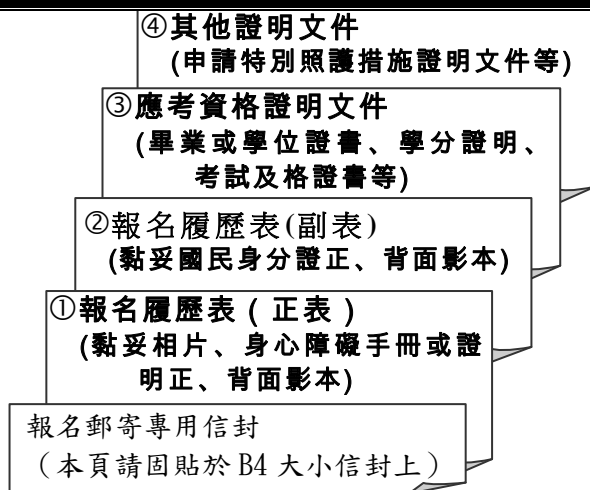 ④其他證明文件
(申請特別照護措施證明文件等)
③應考資格證明文件
(畢業或學位證書、學分證明、
考試及格證書等)
②報名履歷表(副表)
(黏妥國民身分證正、背面影本)
①報名履歷表（正表）
(黏妥相片、身心障礙手冊或證
明正、背面影本)
報名郵寄專用信封
（本頁請固貼於 B4 大小信封上）